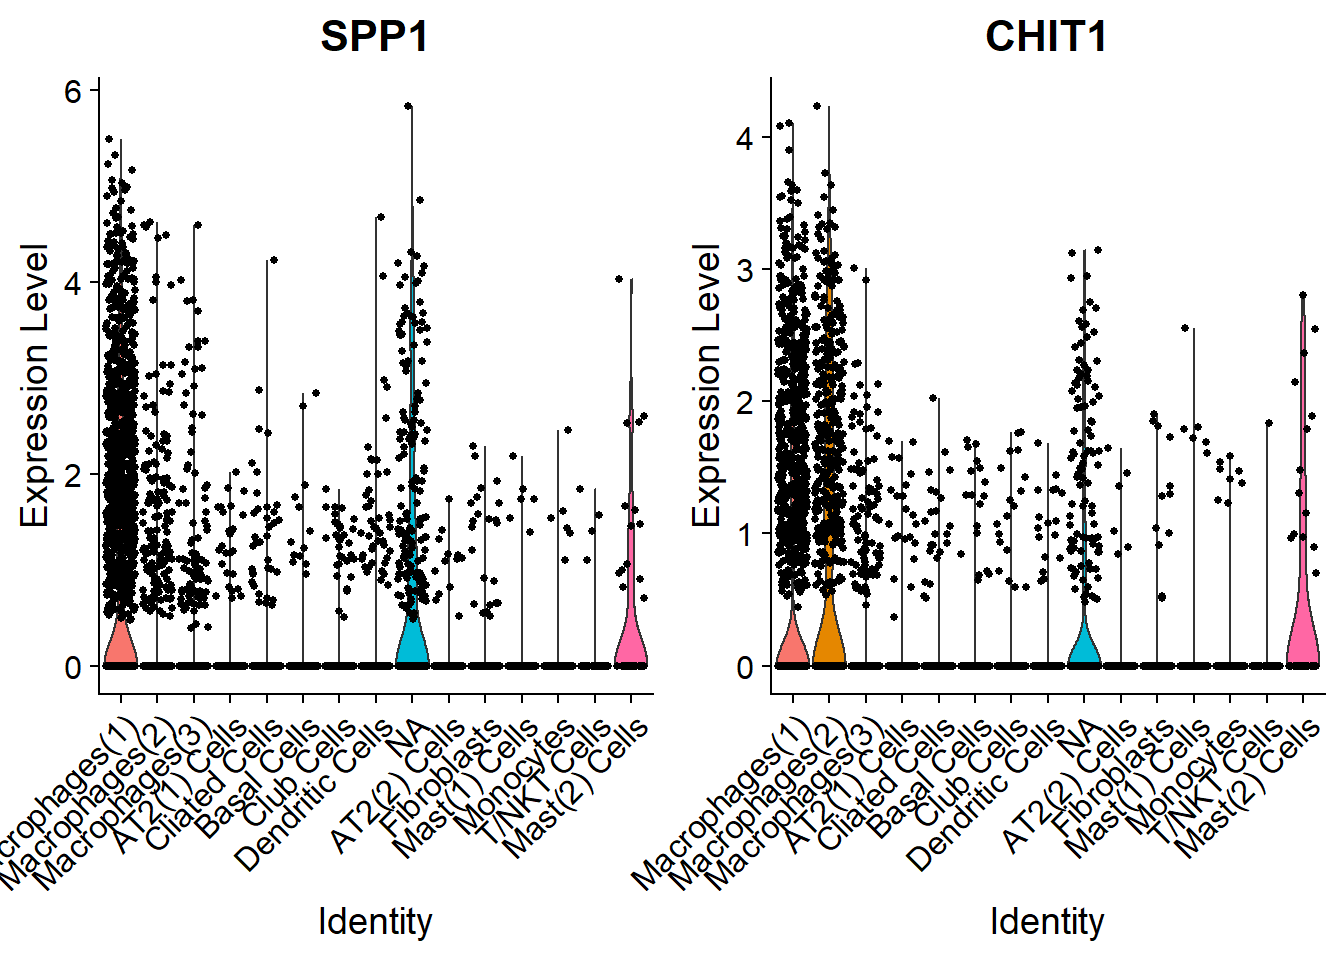 SPP1
CHIT1
Expression Level
6
4
2
0
Macrophages(2)
Macrophages(3)
AT2(1) Cells
Ciliated Cells
Basal Cells
Club Cells
Dendritic Cells
NA
AT2(2) Cells
Fibroblasts
Mast(1) Cells
Monocytes
T/NKT Cells
Mast(2) Cells
Identity
Expression Level
4
3
2
1
0
Macrophages(1)
Macrophages(2)
Macrophages(3)
AT2(1) Cells
Ciliated Cells
Basal Cells
Club Cells
Dendritic Cells
NA
AT2(2) Cells
Fibroblasts
Mast(1) Cells
Monocytes
T/NKT Cells
Mast(2) Cells
Identity